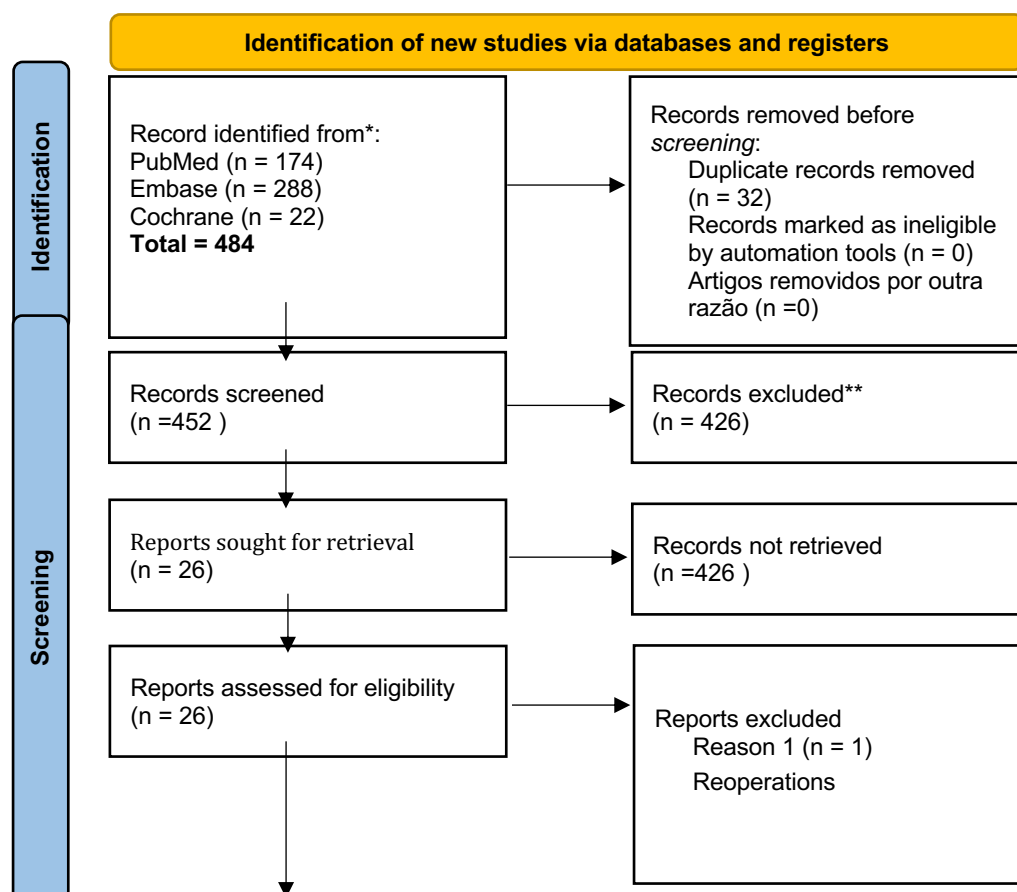 Identification of new studies via databases and registers
Identification
Record identified from*:
PubMed (n = 174)
Embase (n = 288)
Cochrane (n = 22)
Total = 484
Records removed before
screening:
Duplicate records removed
(n = 32)
Records marked as ineligible
by automation tools (n = 0)
Artigos removidos por outra
razão (n =0)
Screening
Records screened
(n =452 )
Records excluded**
(n = 426)
Reports sought for retrieval
(n = 26)
Records not retrieved
(n =426 )
Reports assessed for eligibility
(n = 26)
Reports excluded
Reason 1 (n = 1)
Reoperations